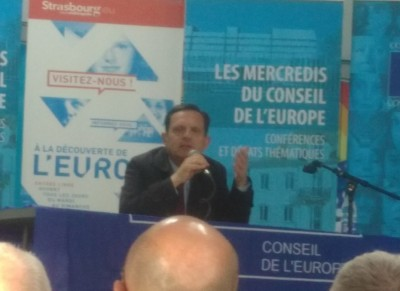 Strasbourg.eu
VISITEZ-NOUS !
À LA DÉCOUVERTE DE
L'EURO
LES MERCREDIS
DU CONSEIL
DE L'EUROPE
CONFÉRENCES
ET DÉBATS THÉMATIQUES
CONSEIL
DE L'EUROPE